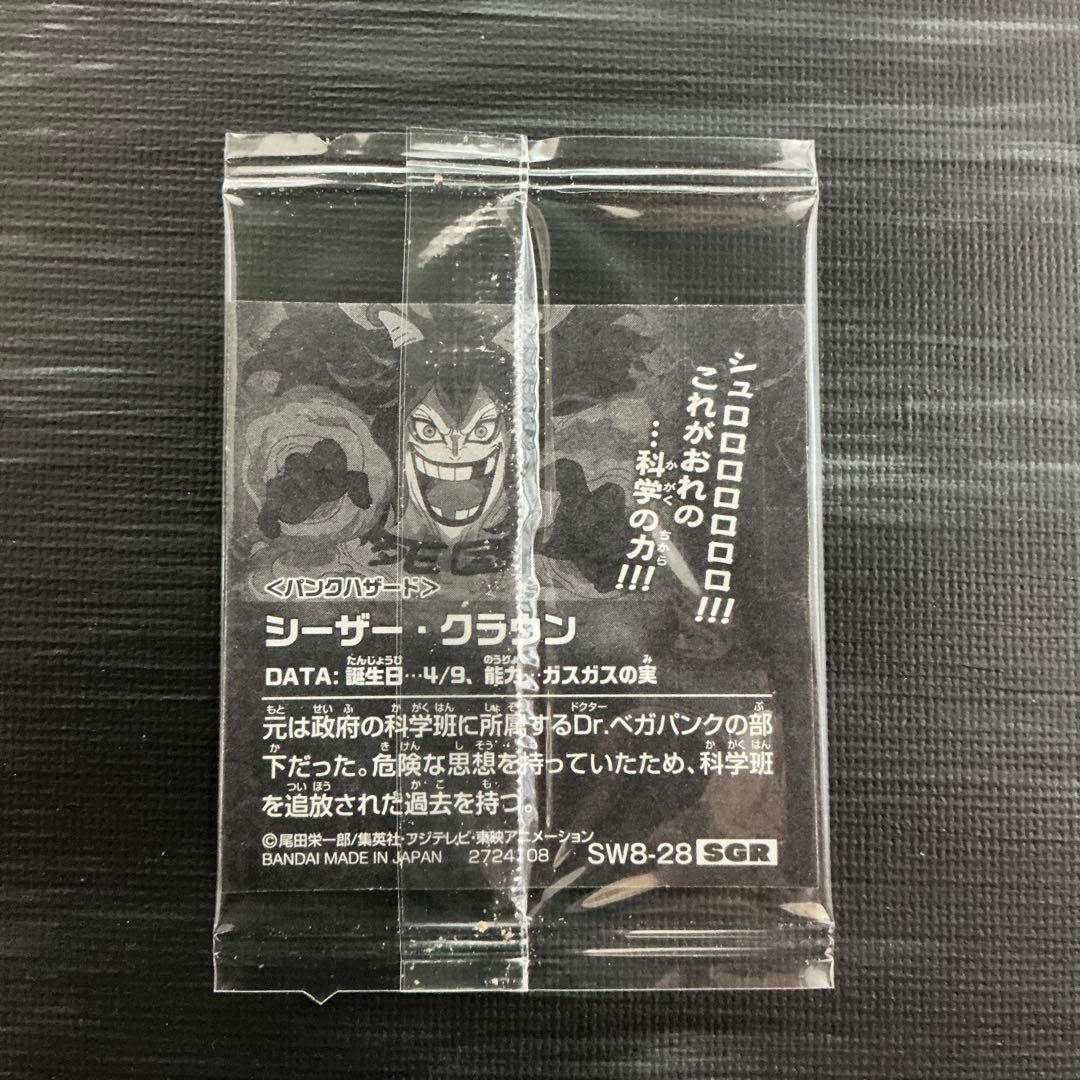 シュロロロロロロロ!!!
これがおれの
…科学の力!!!
<パンクハザード>
シーザー・クラウン
DATA: 誕生日…4/9、能力…ガスガスの実
元は政府の科学班に所属するDr.ベガパンクの部
下だった。危険な思想を持っていたため、科学班
を追放された過去を持つ。
©尾田栄一郎/集英社・フジテレビ・東映アニメーション
BANDAI MADE IN JAPAN 2724108 SW8-28 SGR